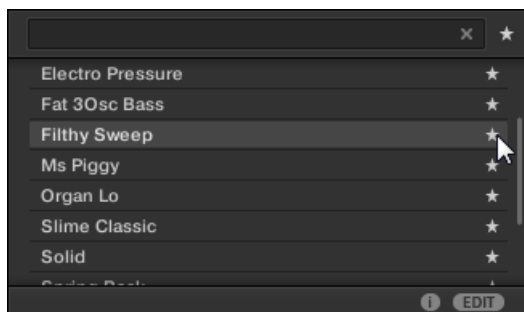 Electro Pressure
Fat 3Osc Bass
Filthy Sweep
Ms Piggy
Organ Lo
Slime Classic
Solid
i EDIT